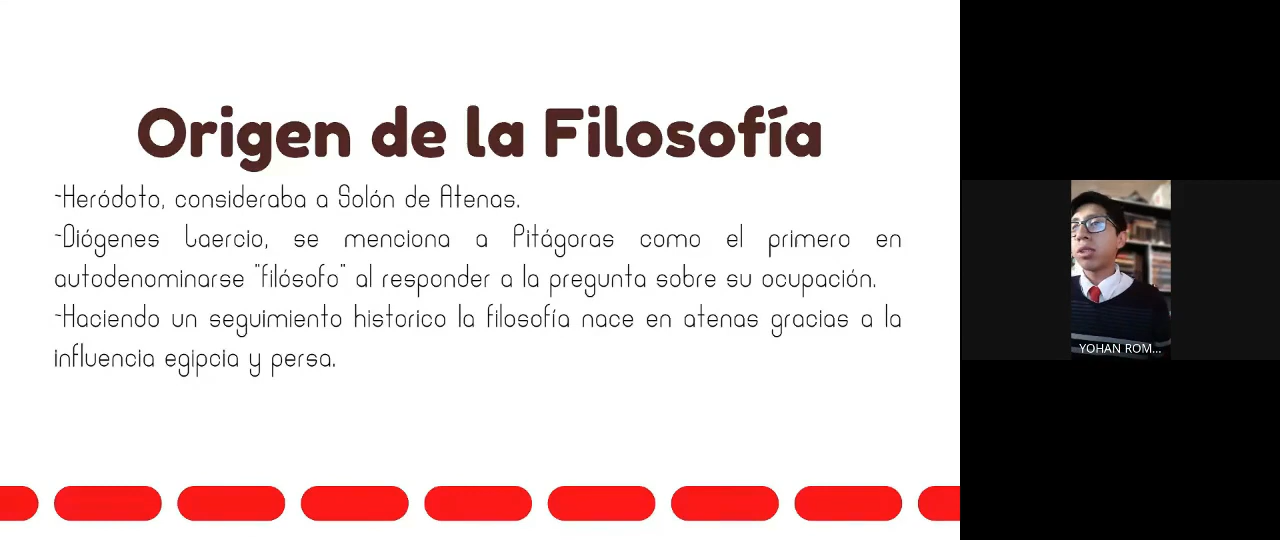 Origen de la Filosofía
-Heródoto, consideraba a Solón de Atenas.
-Diógenes Laercio, se menciona a Pitágoras como el primero en
autodenominarse "filósofo" al responder a la pregunta sobre su ocupación.
-Haciendo un seguimiento historico la filosofía nace en atenas gracias a la
influencia egipcia y persa.
YOHAN ROM...